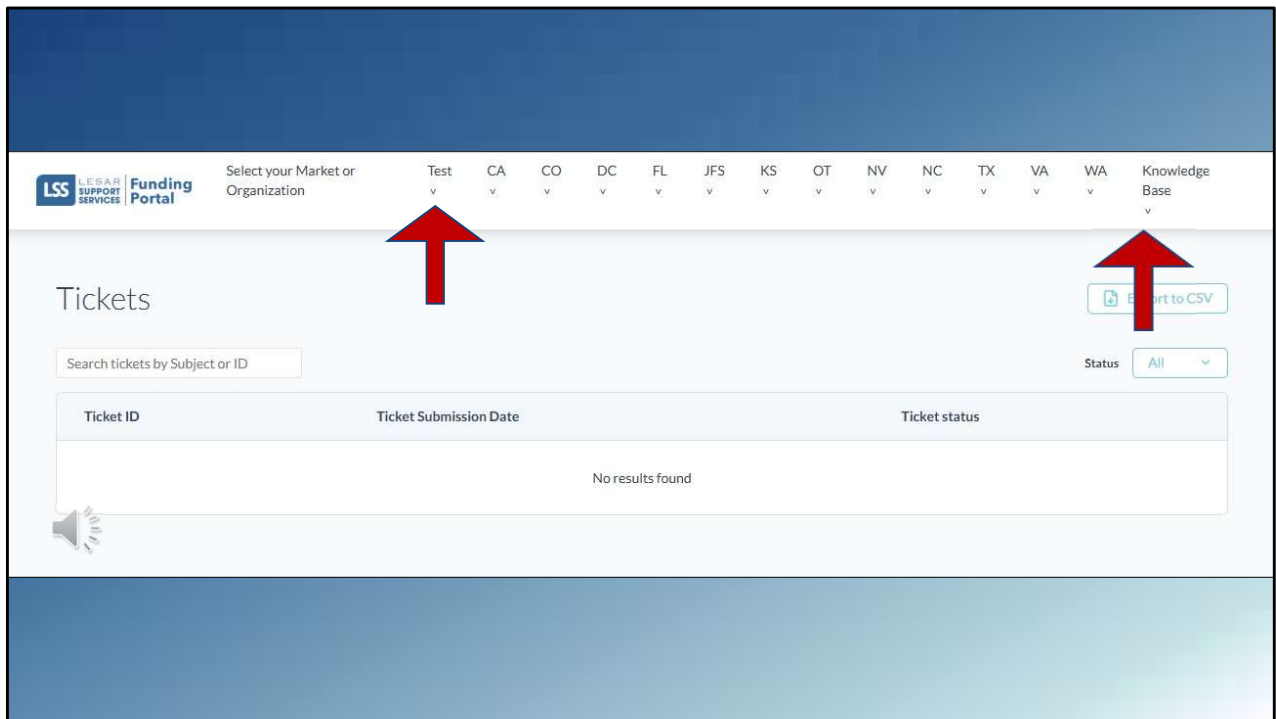 LSS LESAR SUPPORT SERVICES Funding Portal
Select your Market or Organization
Test CA CO DC FL JFS KS OT NV NC TX VA WA Knowledge Base
v v v v v v v v v v v v v v
Tickets
to CSV
Search tickets by Subject or ID
Status All
Ticket ID Ticket Submission Date Ticket status
No results found